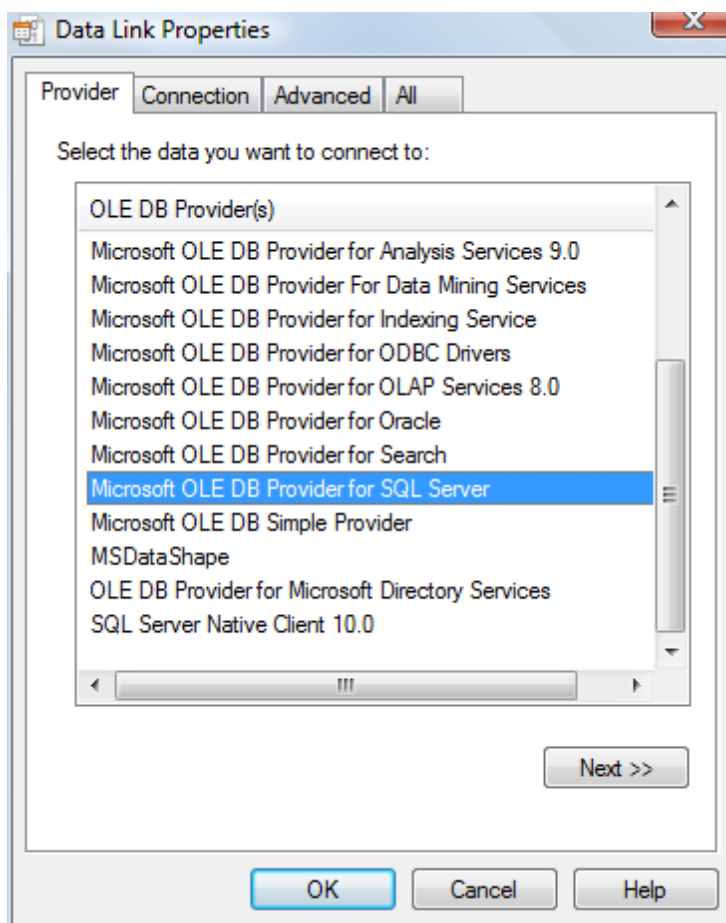 Data Link Properties
Provider Connection Advanced All
Select the data you want to connect to:
OLE DB Provider(s)
Microsoft OLE DB Provider for Analysis Services 9.0
Microsoft OLE DB Provider For Data Mining Services
Microsoft OLE DB Provider for Indexing Service
Microsoft OLE DB Provider for ODBC Drivers
Microsoft OLE DB Provider for OLAP Services 8.0
Microsoft OLE DB Provider for Oracle
Microsoft OLE DB Provider for Search
Microsoft OLE DB Provider for SQL Server
Microsoft OLE DB Simple Provider
MSDataShape
OLE DB Provider for Microsoft Directory Services
SQL Server Native Client 10.0
Next >>
OK Cancel Help